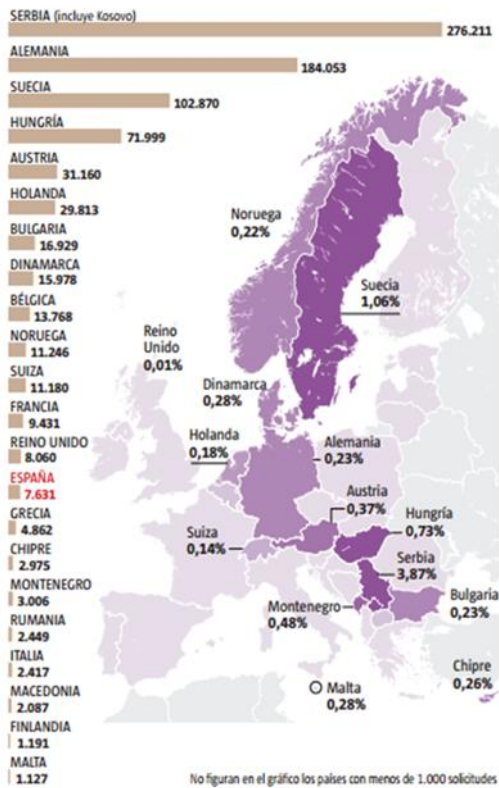 SERBIA (incluye Kosovo)
276.211
ALEMANIA
184.053
SUECIA
102.870
HUNGRÍA
71.999
AUSTRIA
31.160
HOLANDA
29.813
BULGARIA
16.929
DINAMARCA
15.978
BÉLGICA
13.768
NORUEGA
11.246
SUIZA
11.180
FRANCIA
9.431
REINO UNIDO
8.060
ESPAÑA
7.631
GRECIA
4.862
CHIPRE
2.975
MONTENEGRO
3.006
RUMANIA
2.449
ITALIA
2.417
MACEDONIA
2.087
FINLANDIA
1.191
MALTA
1.127
Noruega
0,22%
Suecia
1,06%
Reino
Unido
0,01%
Dinamarca
0,28%
Holanda
0,18%
Alemania
0,23%
Austria
0,37%
Hungría
0,73%
Suiza
0,14%
Serbia
3,87%
Montenegro
0,48%
Bulgaria
0,23%
Chipre
0,26%
Malta
0,28%
No figuran en el gráfico los países con menos de 1.000 solicitudes